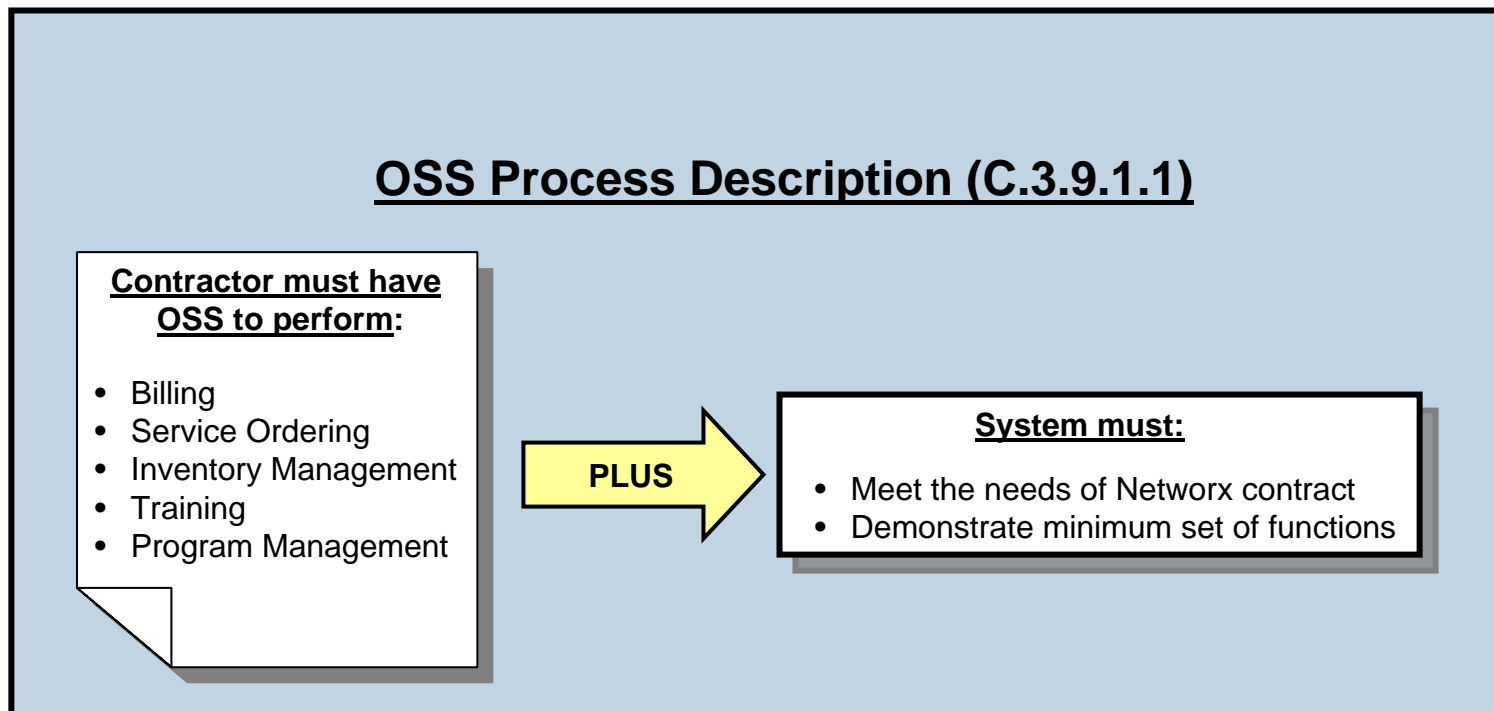 OSS Process Description (C.3.9.1.1)
Contractor must have
OSS to perform:
• Billing
• Service Ordering
• Inventory Management
• Training
• Program Management
PLUS
System must:
• Meet the needs of Networx contract
• Demonstrate minimum set of functions